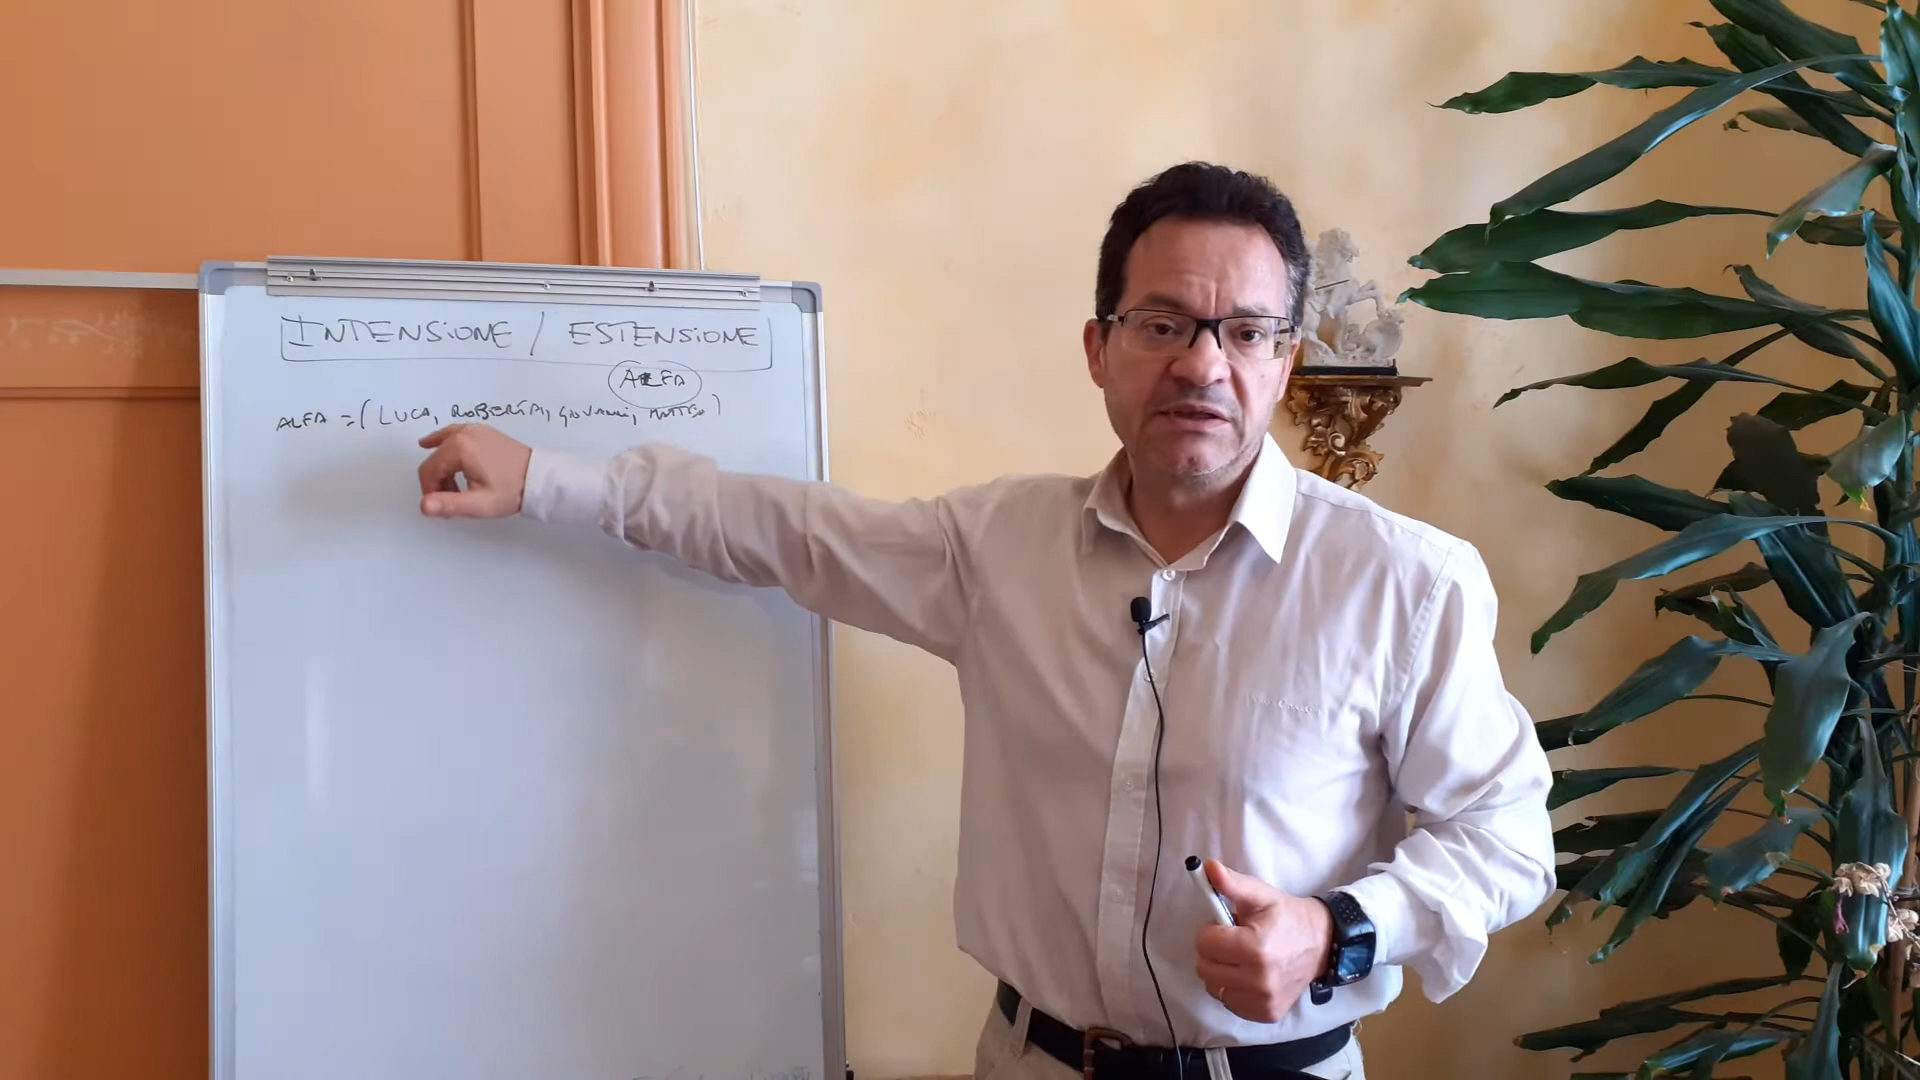 INTENSIONE / ESTENSIONE
ALFA
ALFA = ( LUCA, ROBERTA, GIOVANNI, MATTEO )